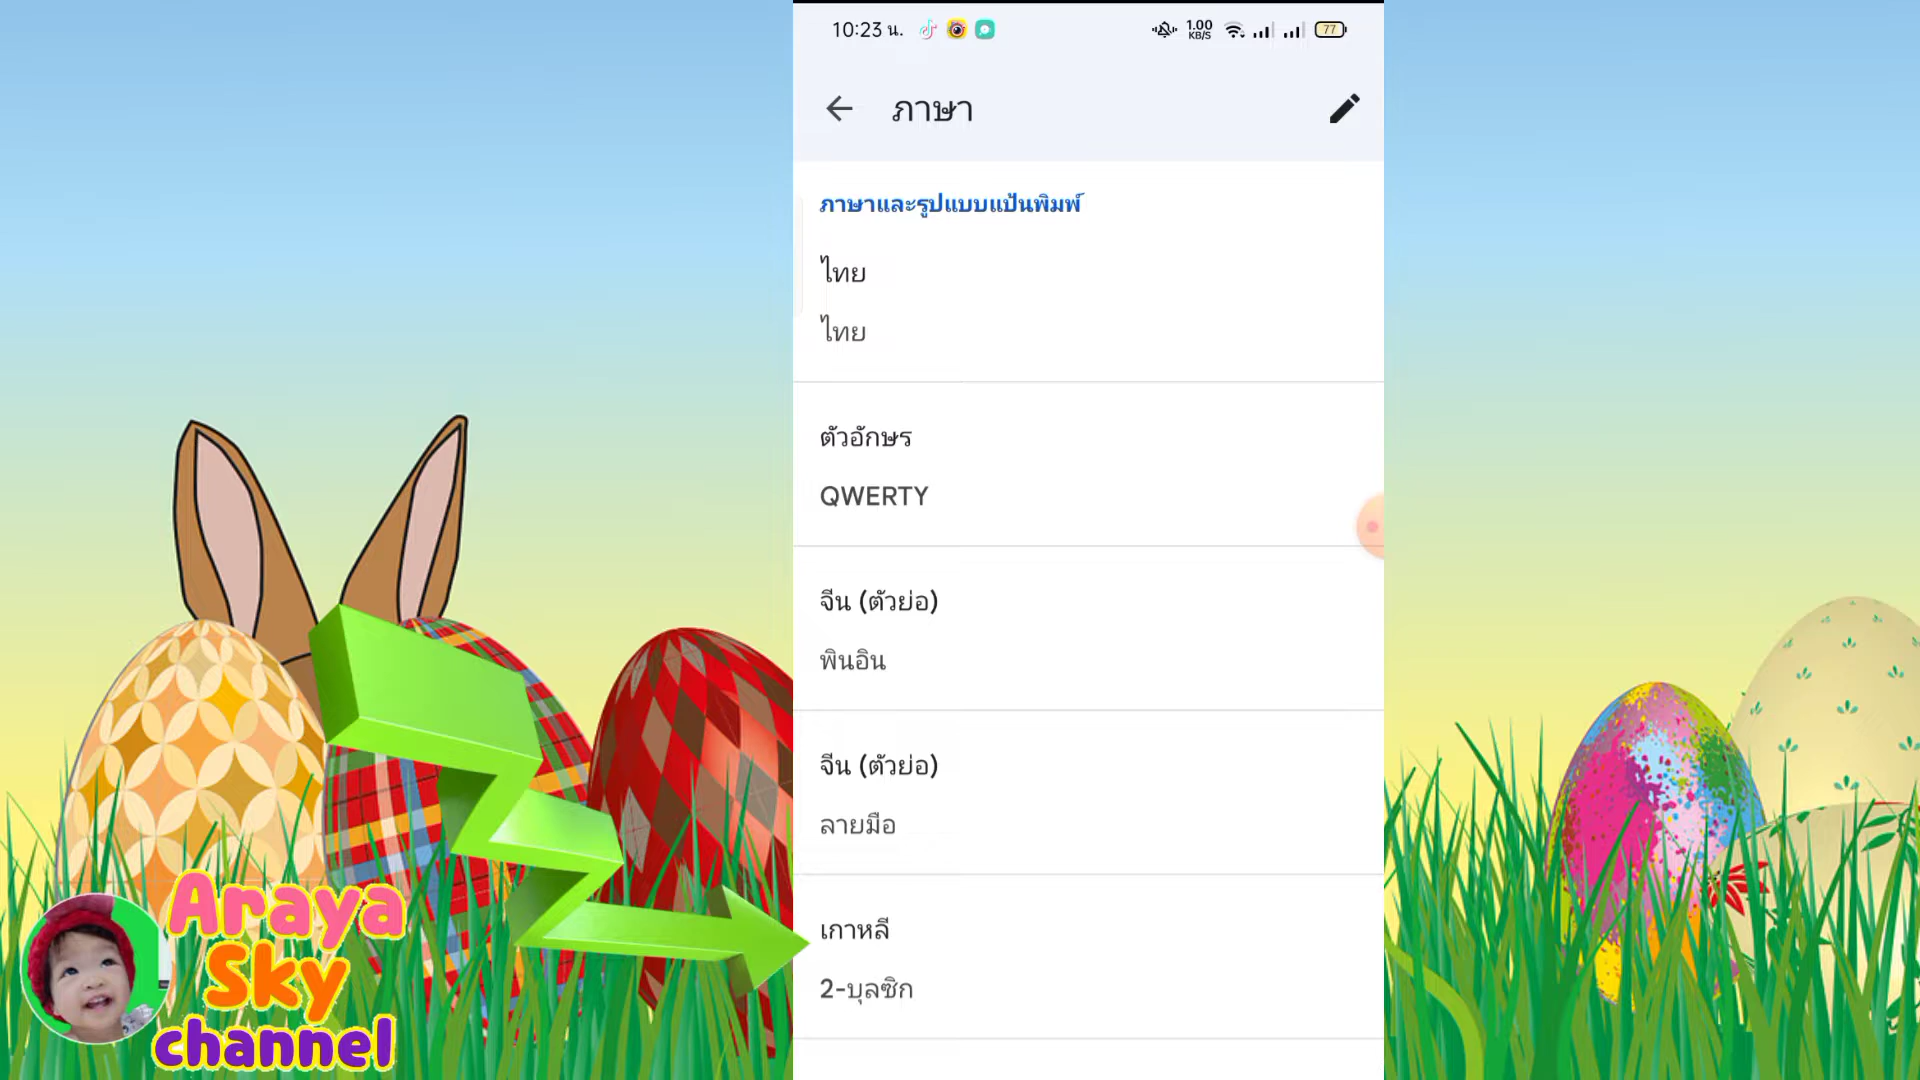 10:23 น.
1.00
KB/S
77
ภาษา
ภาษาและรูปแบบแป้นพิมพ์
ไทย
ไทย
ตัวอักษร
QWERTY
จีน (ตัวย่อ)
พินอิน
จีน (ตัวย่อ)
ลายมือ
เกาหลี
2-บุลซิก
Araya
Sky
channel